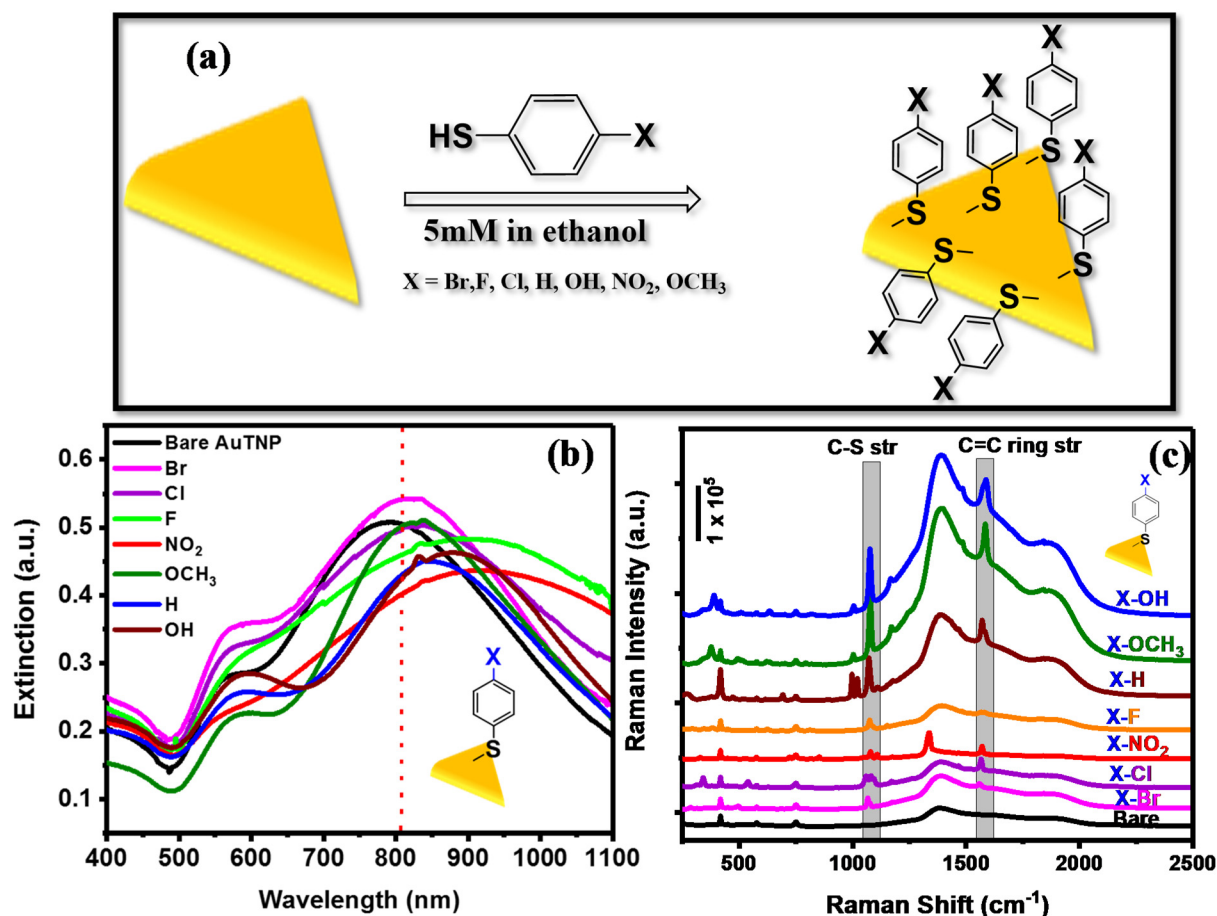 (a)
HS
X
5mM in ethanol
X = Br,F, Cl, H, OH, NO₂, OCH₃
X
S
X
S
X
S
X
S
S
X
S
X
(b)
Bare AuTNP
Br
Cl
F
NO₂
OCH₃
H
OH
0.6
0.5
0.4
0.3
0.2
0.1
Extinction (a.u.)
400 500 600 700 800 900 1000 1100
Wavelength (nm)
X
S
(c)
C-S str
C=C ring str
1 x 10⁵
X
S
X-OH
X-OCH₃
X-H
X-F
X-NO₂
X-Cl
X-Br
Bare
Raman Intensity (a.u.)
500 1000 1500 2000 2500
Raman Shift (cm⁻¹)